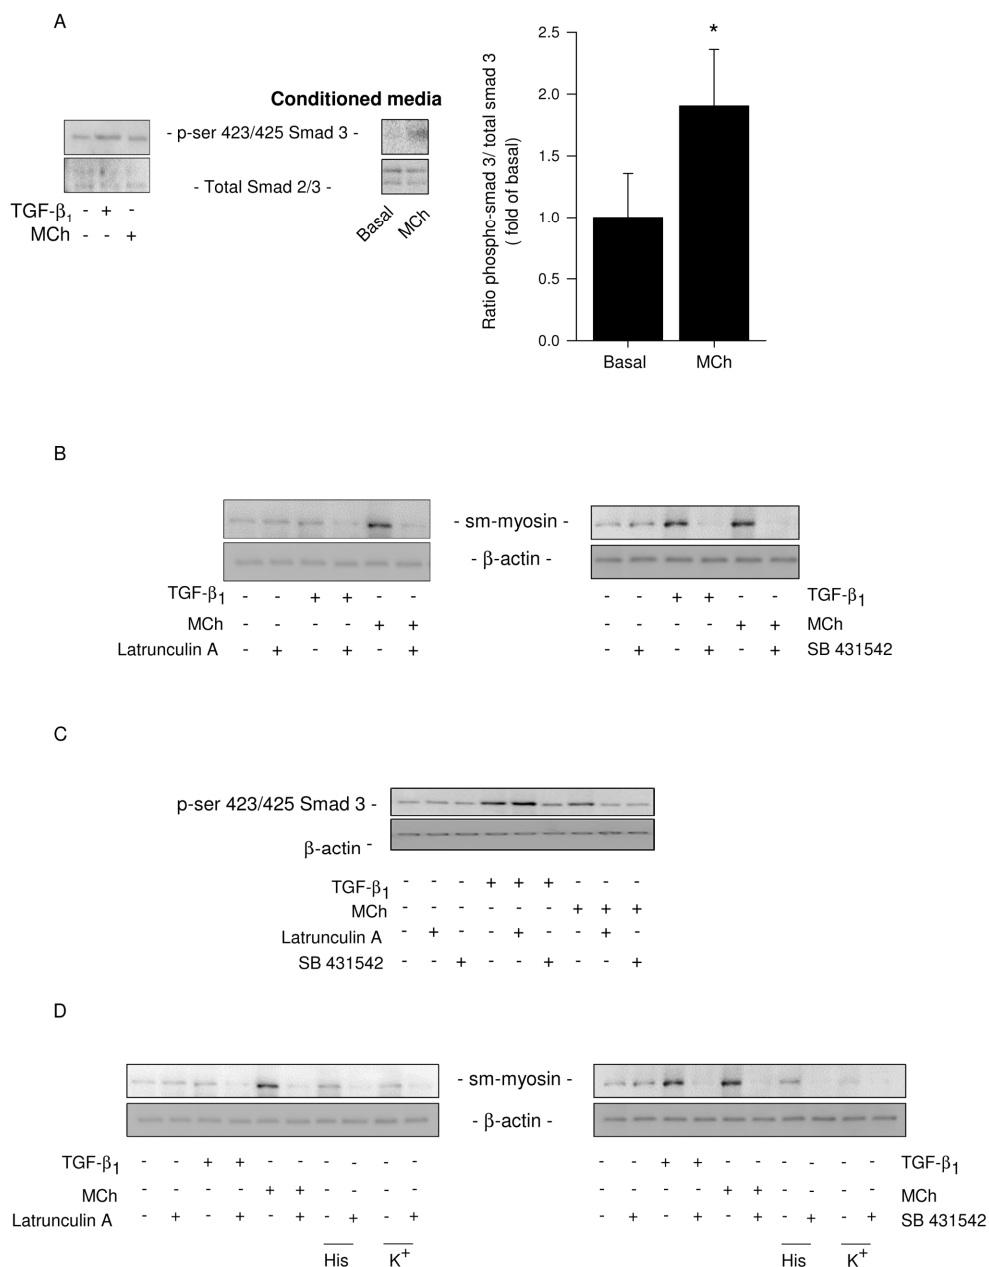 A
Conditioned media
- p-ser 423/425 Smad 3 -
- Total Smad 2/3 -
TGF-β1 - + -
MCh - - +
Basal MCh
Ratio phospho-smad 3/ total smad 3
( fold of basal)
2.5
2.0
1.5
1.0
0.5
0.0
*
Basal MCh
B
- sm-myosin -
- β-actin -
TGF-β1 - - + + - -
MCh - - - - + +
Latrunculin A - + - + - +
- - + + - - TGF-β1
- - - - + + MCh
- + - + - + SB 431542
C
p-ser 423/425 Smad 3 -
β-actin -
TGF-β1 - - - + + + - - -
MCh - - - - - - + + +
Latrunculin A - + - - + - - + -
SB 431542 - - + - - + - - +
D
- sm-myosin -
- β-actin -
TGF-β1 - - + + - - - - - -
MCh - - - - + + - - - -
Latrunculin A - + - + - + - + - +
His K+
- - + + - - - - - - TGF-β1
- - - - + + - - - - MCh
- + - + - + - + - + SB 431542
His K+